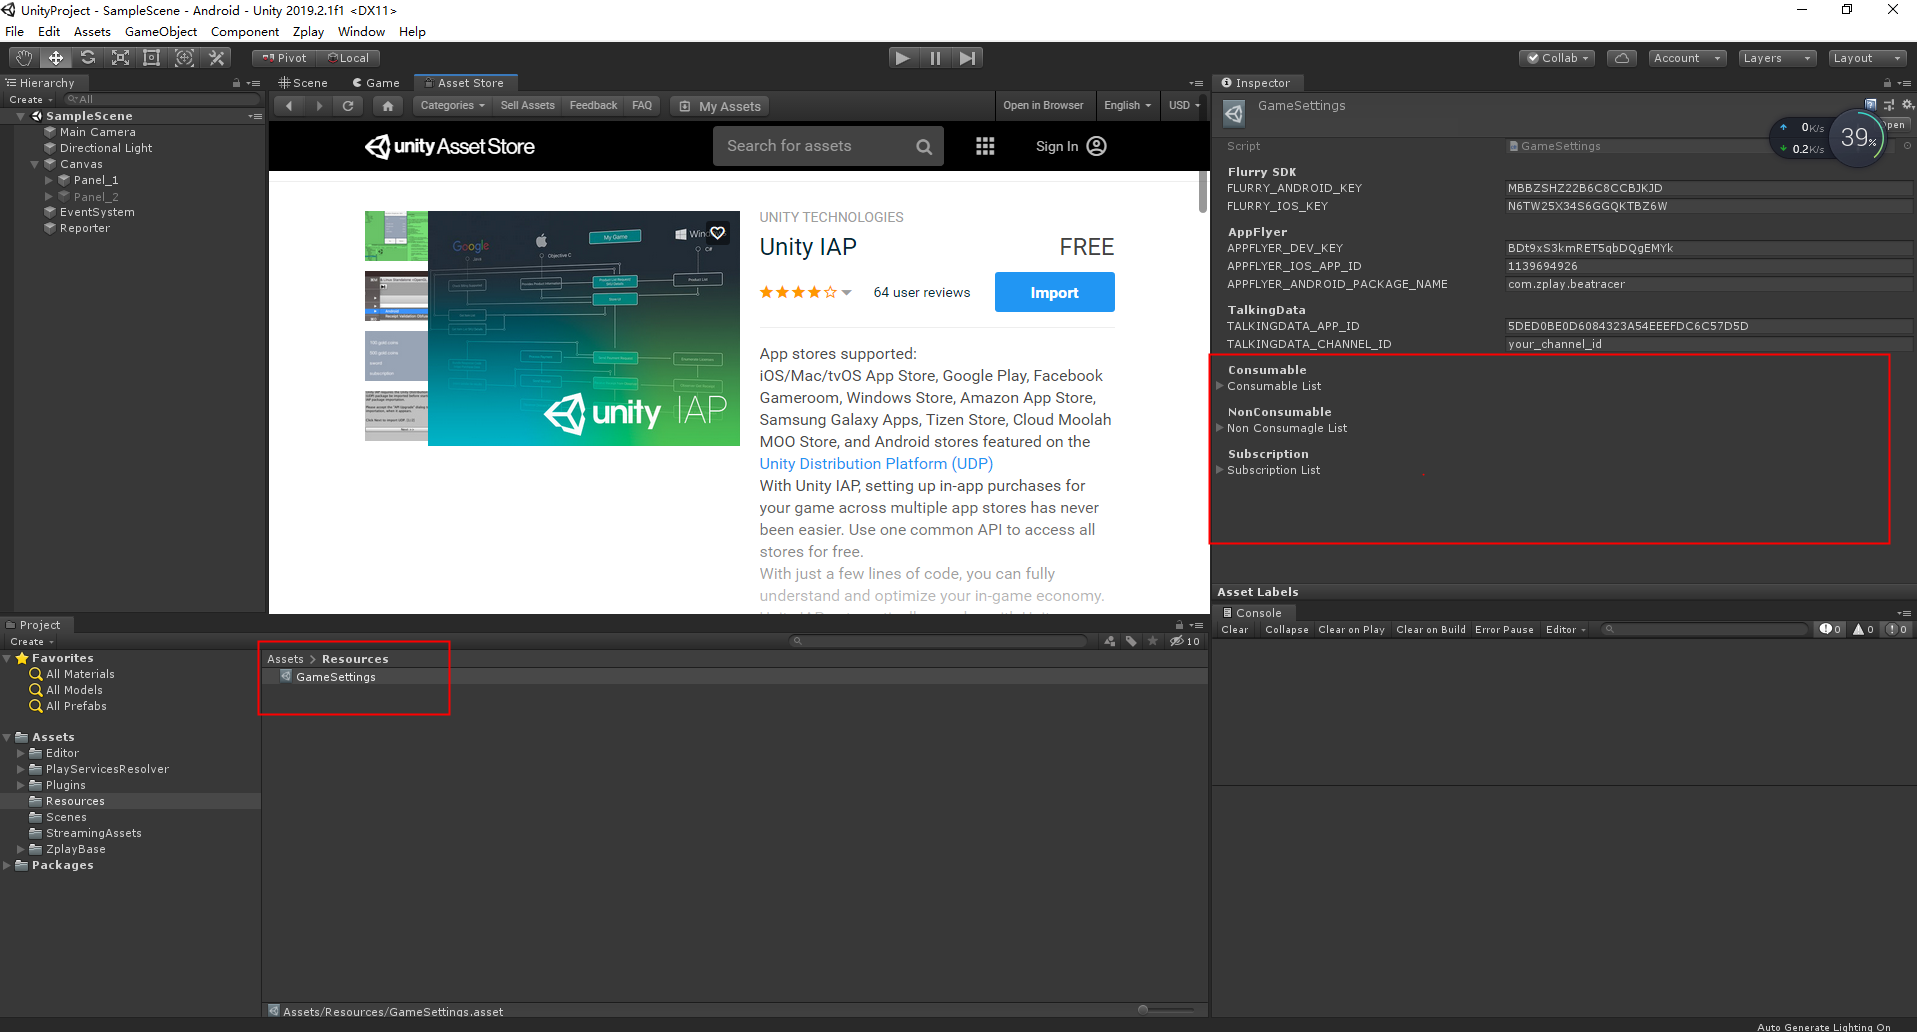 UnityProject - SampleScene - Android - Unity 2019.2.1f1 <DX11>
File Edit Assets GameObject Component Zplay Window Help
Pivot Local Collab Account Layers Layout
Hierarchy Scene Game Asset Store Inspector
Create All
Categories Sell Assets Feedback FAQ My Assets Open in Browser English USD
SampleScene
Main Camera
Directional Light
Canvas
Panel_1
Panel_2
EventSystem
Reporter
unity Asset Store Search for assets Sign In
UNITY TECHNOLOGIES
Unity IAP FREE
64 user reviews Import
App stores supported:
iOS/Mac/tvOS App Store, Google Play, Facebook
Gameroom, Windows Store, Amazon App Store,
Samsung Galaxy Apps, Tizen Store, Cloud Moolah
MOO Store, and Android stores featured on the
Unity Distribution Platform (UDP)
With Unity IAP, setting up in-app purchases for
your game across multiple app stores has never
been easier. Use one common API to access all
stores for free.
With just a few lines of code, you can fully
understand and optimize your in-game economy.
Google
My Game
Objective C
C#
unity IAP
GameSettings
Open
0K/s
0.2K/s
39%
Script GameSettings
Flurry SDK
FLURRY_ANDROID_KEY MBBZSHZ22B6C8CCBJKJD
FLURRY_IOS_KEY N6TW25X34S6GGQKTBZ6W
AppFlyer
APPFLYER_DEV_KEY BDt9xS3kmRET5qbDQgEMYk
APPFLYER_IOS_APP_ID 1139694926
APPFLYER_ANDROID_PACKAGE_NAME com.zplay.beatracer
TalkingData
TALKINGDATA_APP_ID 5DED0BE0D6084323A54EEEFDC6C57D5D
TALKINGDATA_CHANNEL_ID your_channel_id
Consumable
Consumable List
NonConsumable
Non Consumagle List
Subscription
Subscription List
Asset Labels
Console
Clear Collapse Clear on Play Clear on Build Error Pause Editor 0 0 0
Project
Create 10
Favorites
All Materials
All Models
All Prefabs
Assets
Editor
PlayServicesResolver
Plugins
Resources
Scenes
StreamingAssets
ZplayBase
Packages
Assets > Resources
GameSettings
Assets/Resources/GameSettings.asset
Auto Generate Lighting On